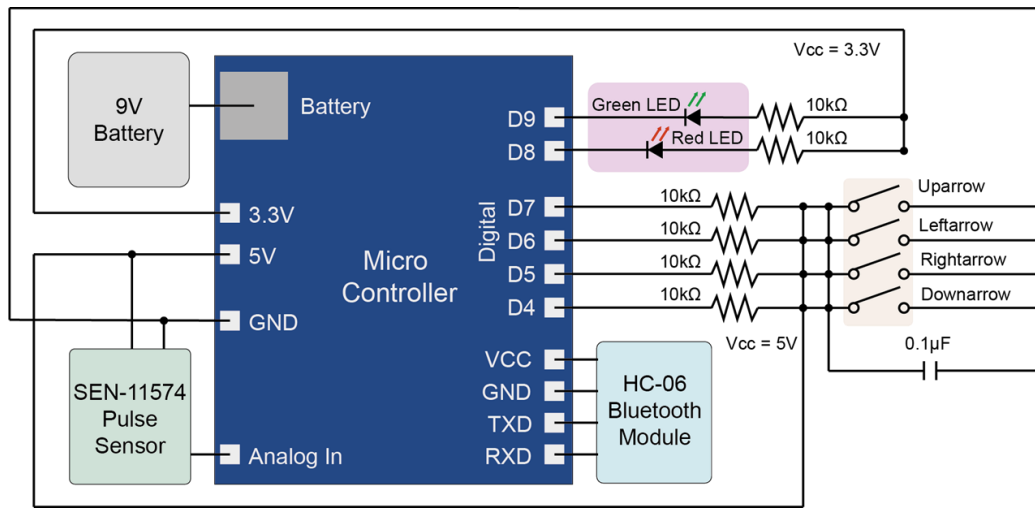 Vcc = 3.3V
9V
Battery
Battery
Green LED
10kΩ
D9
Red LED
10kΩ
D8
3.3V
5V
GND
Analog In
Micro
Controller
Digital
D7
D6
D5
D4
10kΩ
10kΩ
10kΩ
10kΩ
Uparrow
Leftarrow
Rightarrow
Downarrow
Vcc = 5V
0.1µF
SEN-11574
Pulse
Sensor
VCC
GND
TXD
RXD
HC-06
Bluetooth
Module